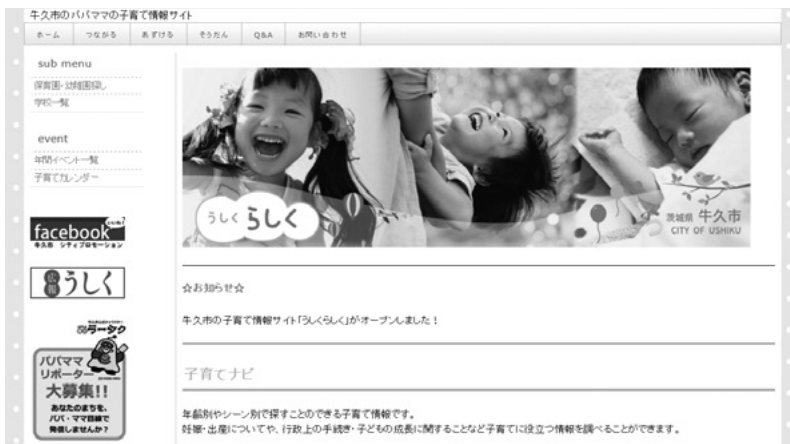 牛久市のパパママの子育て情報サイト
ホーム つながる あずける そうだん Q&A お問い合わせ
sub menu
保育園・幼稚園探し
学校一覧
event
年間イベント一覧
子育てカレンダー
facebook
牛久市 シティプロモーション
広報うしく
パパママ
リポーター
大募集!!
あなたのまちを、
パパ・ママ目線で
発信しませんか？
うしく らしく
茨城県 牛久市
CITY OF USHIKU
☆お知らせ☆
牛久市の子育て情報サイト「うしくらしく」がオープンしました！
子育てナビ
年齢別やシーン別で探すことのできる子育て情報です。
妊娠・出産についてや、行政上の手続き・子どもの成長に関することなど子育てに役立つ情報を調べることができます。